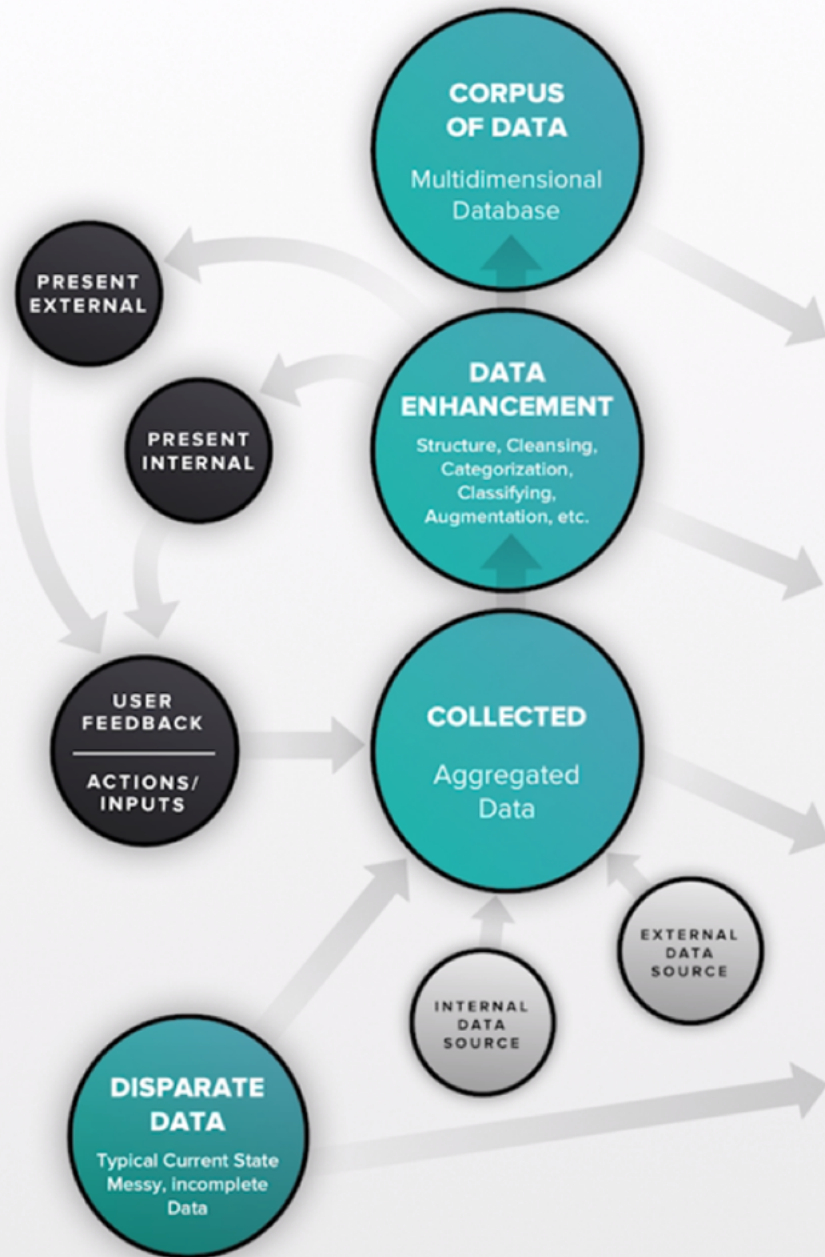 CORPUS
OF DATA
Multidimensional
Database
PRESENT
EXTERNAL
DATA
ENHANCEMENT
Structure, Cleansing,
Categorization,
Classifying,
Augmentation, etc.
PRESENT
INTERNAL
USER
FEEDBACK
ACTIONS/
INPUTS
COLLECTED
Aggregated
Data
EXTERNAL
DATA
SOURCE
INTERNAL
DATA
SOURCE
DISPARATE
DATA
Typical Current State
Messy, incomplete
Data